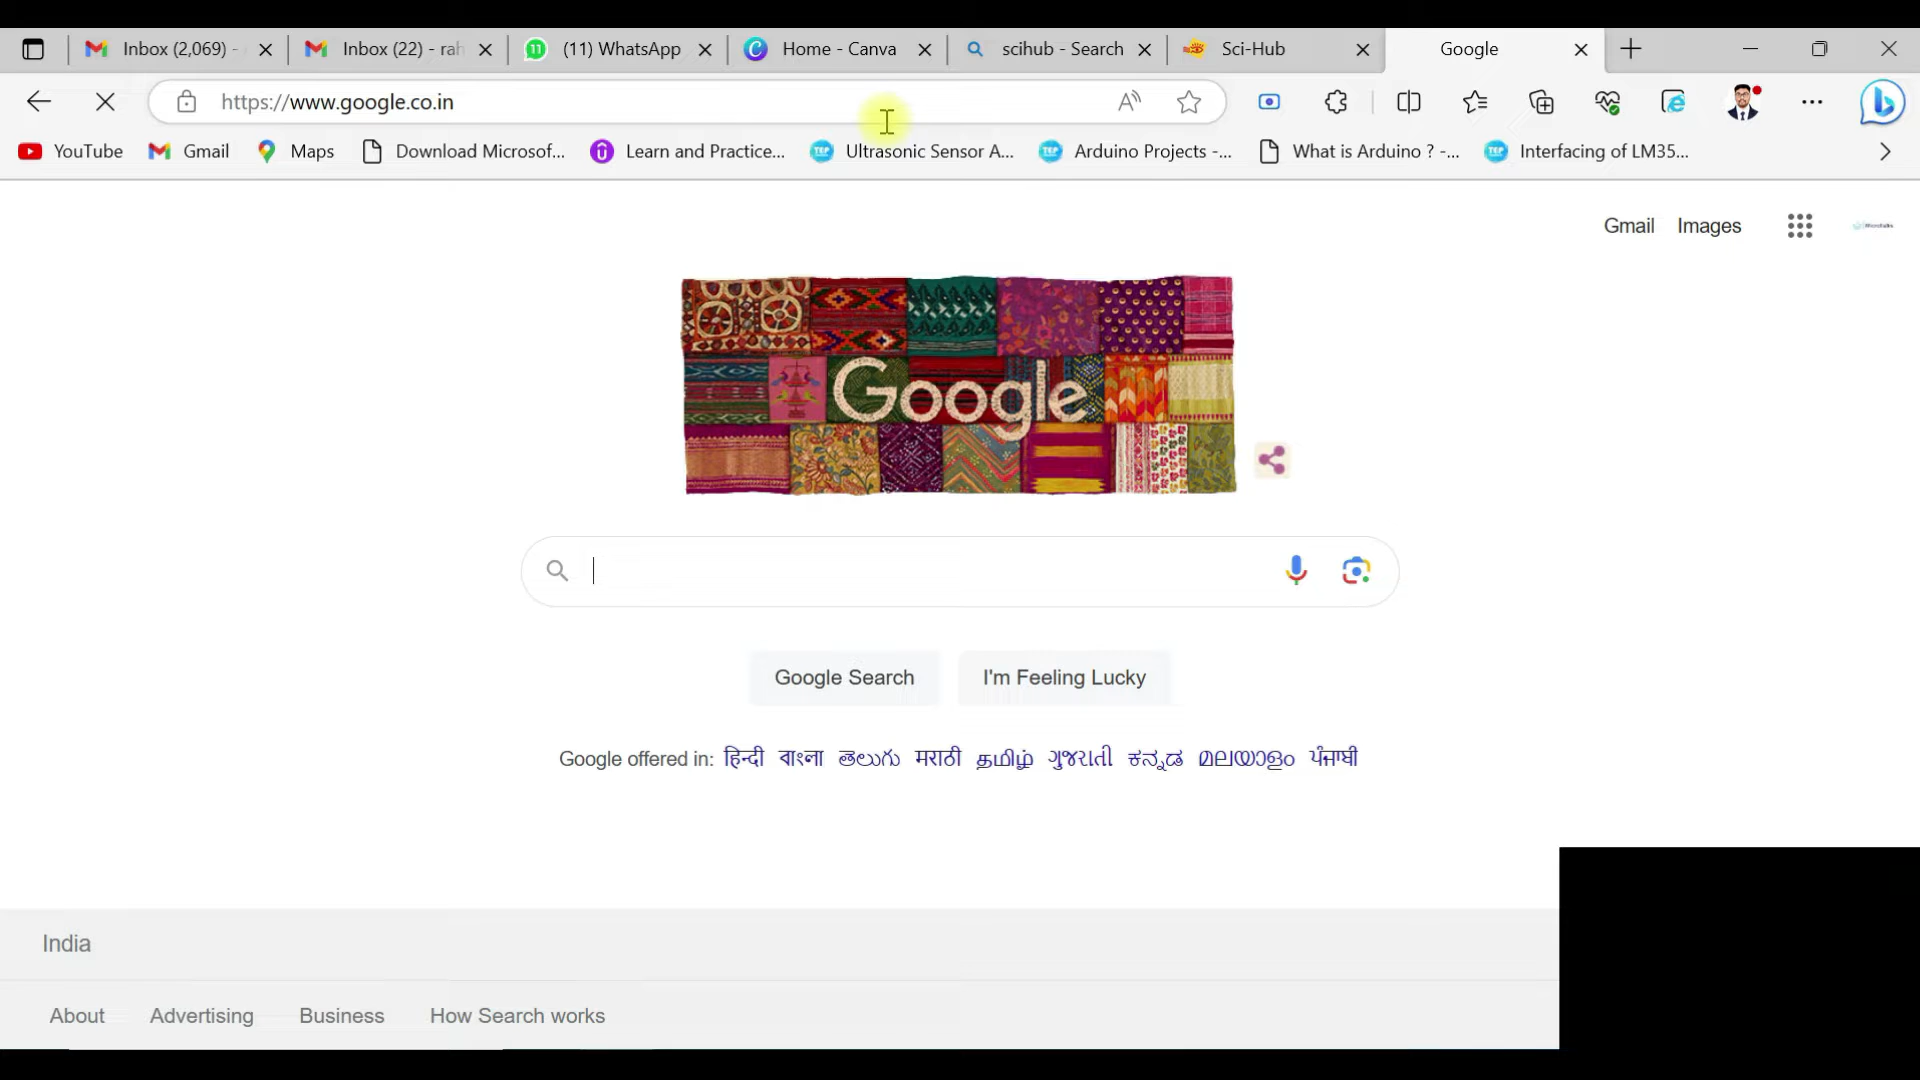 Inbox (2,069) - Inbox (22) - rah 11 (11) WhatsApp Home - Canva scihub - Search Sci-Hub Google
https://www.google.co.in
YouTube Gmail Maps Download Microsof... Learn and Practice... Ultrasonic Sensor A... Arduino Projects -... What is Arduino ? -... Interfacing of LM35...
Gmail Images
Google
Google Search I'm Feeling Lucky
Google offered in: हिन्दी বাংলা తెలుగు मराठी தமிழ் ગુજરાતી ಕನ್ನಡ മലയാളം ਪੰਜਾਬੀ
India
About Advertising Business How Search works